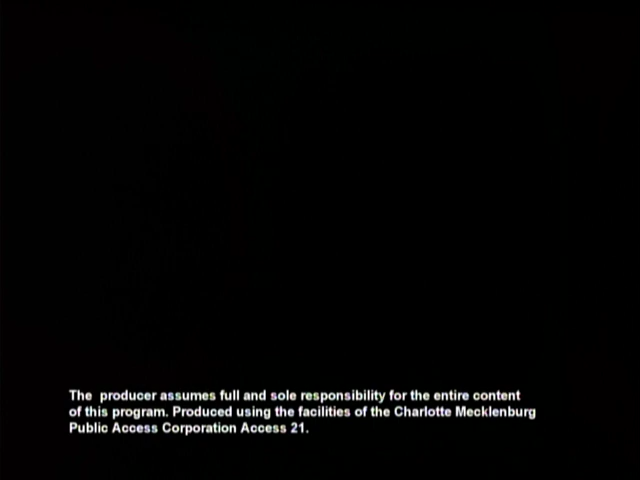 The  producer assumes full and sole responsibility for the entire content
of this program. Produced using the facilities of the Charlotte Mecklenburg
Public Access Corporation Access 21.